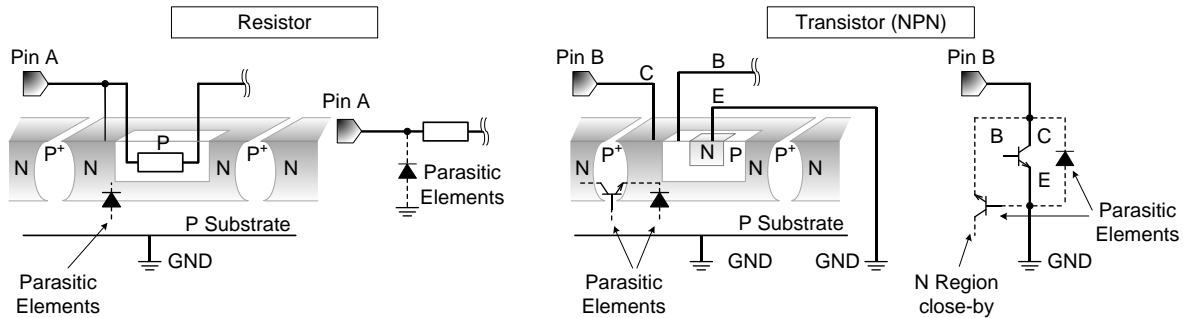 Resistor
Transistor (NPN)
Pin A
Pin B
Pin B
C
B
E
Pin A
N
P+
N
P
P+
N
N
P+
N
N
P
P+
N
B
C
E
Parasitic
Elements
P Substrate
GND
Parasitic
Elements
P Substrate
GND
GND
Parasitic
Elements
Parasitic
Elements
GND
N Region
close-by